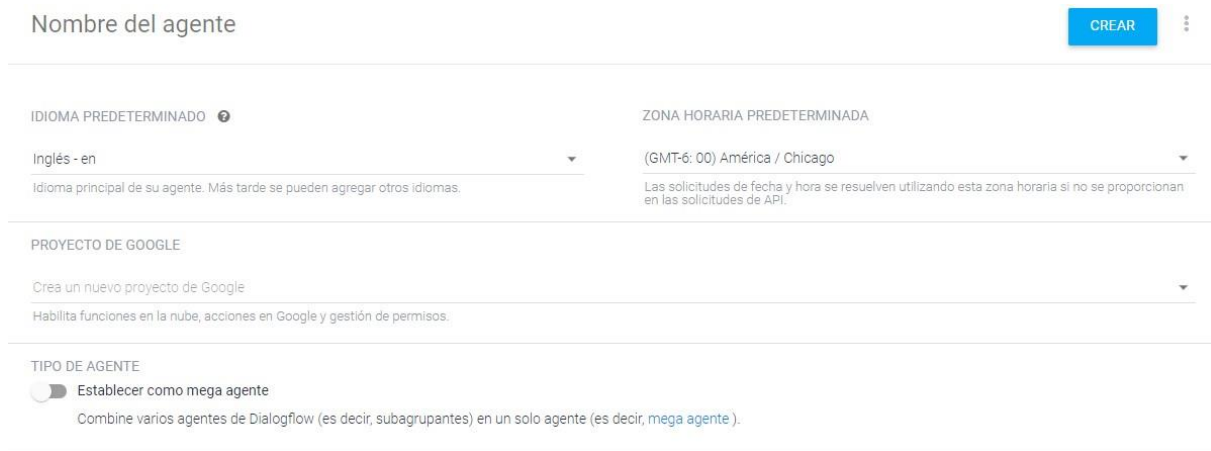 Nombre del agente
CREAR
IDIOMA PREDETERMINADO
ZONA HORARIA PREDETERMINADA
Inglés - en
(GMT-6: 00) América / Chicago
Idioma principal de su agente. Más tarde se pueden agregar otros idiomas.
Las solicitudes de fecha y hora se resuelven utilizando esta zona horaria si no se proporcionan
en las solicitudes de API.
PROYECTO DE GOOGLE
Crea un nuevo proyecto de Google
Habilita funciones en la nube, acciones en Google y gestión de permisos.
TIPO DE AGENTE
Establecer como mega agente
Combine varios agentes de Dialogflow (es decir, subagrupantes) en un solo agente (es decir, mega agente ).